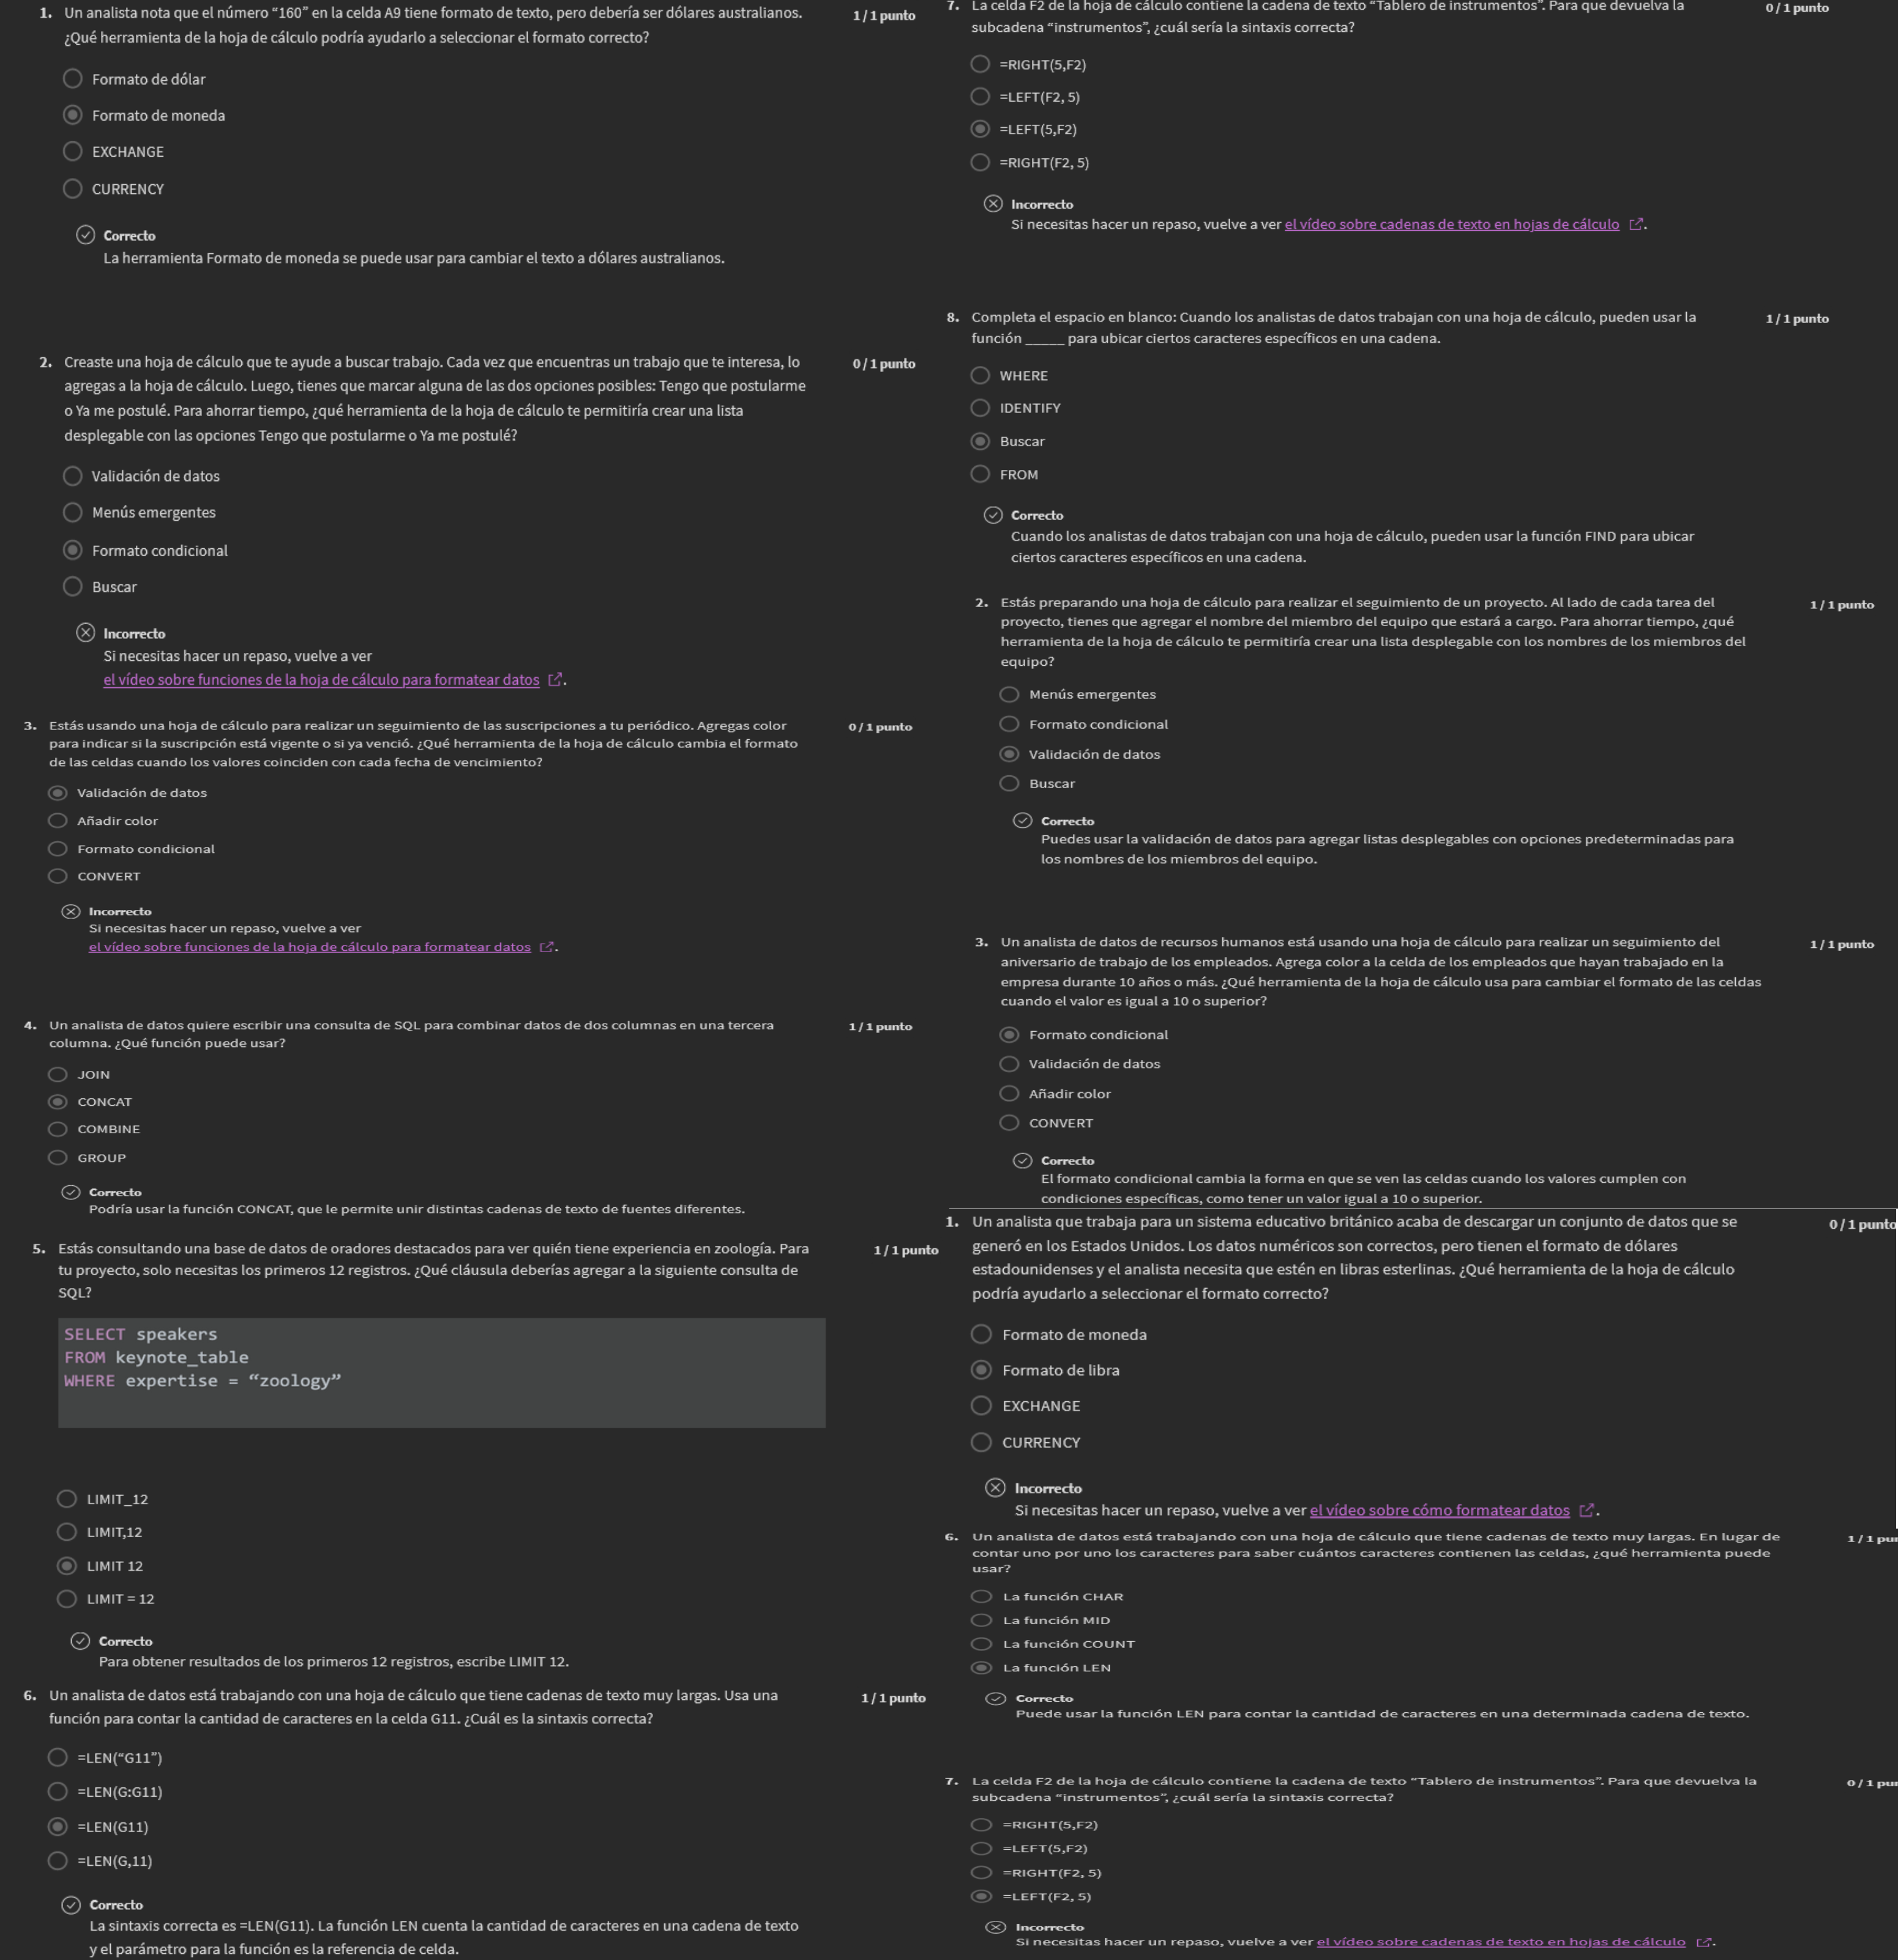 1. Un analista nota que el número “160” en la celda A9 tiene formato de texto, pero debería ser dólares australianos.
¿Qué herramienta de la hoja de cálculo podría ayudarlo a seleccionar el formato correcto?
1 / 1 punto
Formato de dólar
Formato de moneda
EXCHANGE
CURRENCY
Correcto
La herramienta Formato de moneda se puede usar para cambiar el texto a dólares australianos.
2. Creaste una hoja de cálculo que te ayude a buscar trabajo. Cada vez que encuentras un trabajo que te interesa, lo
agregas a la hoja de cálculo. Luego, tienes que marcar alguna de las dos opciones posibles: Tengo que postularme
o Ya me postulé. Para ahorrar tiempo, ¿qué herramienta de la hoja de cálculo te permitiría crear una lista
desplegable con las opciones Tengo que postularme o Ya me postulé?
0 / 1 punto
Validación de datos
Menús emergentes
Formato condicional
Buscar
Incorrecto
Si necesitas hacer un repaso, vuelve a ver
el vídeo sobre funciones de la hoja de cálculo para formatear datos.
3. Estás usando una hoja de cálculo para realizar un seguimiento de las suscripciones a tu periódico. Agregas color
para indicar si la suscripción está vigente o si ya venció. ¿Qué herramienta de la hoja de cálculo cambia el formato
de las celdas cuando los valores coinciden con cada fecha de vencimiento?
0 / 1 punto
Validación de datos
Añadir color
Formato condicional
CONVERT
Incorrecto
Si necesitas hacer un repaso, vuelve a ver
el vídeo sobre funciones de la hoja de cálculo para formatear datos.
4. Un analista de datos quiere escribir una consulta de SQL para combinar datos de dos columnas en una tercera
columna. ¿Qué función puede usar?
1 / 1 punto
JOIN
CONCAT
COMBINE
GROUP
Correcto
Podría usar la función CONCAT, que le permite unir distintas cadenas de texto de fuentes diferentes.
5. Estás consultando una base de datos de oradores destacados para ver quién tiene experiencia en zoología. Para
tu proyecto, solo necesitas los primeros 12 registros. ¿Qué cláusula deberías agregar a la siguiente consulta de
SQL?
1 / 1 punto
SELECT speakers
FROM keynote_table
WHERE expertise = “zoology”
LIMIT_12
LIMIT,12
LIMIT 12
LIMIT = 12
Correcto
Para obtener resultados de los primeros 12 registros, escribe LIMIT 12.
6. Un analista de datos está trabajando con una hoja de cálculo que tiene cadenas de texto muy largas. Usa una
función para contar la cantidad de caracteres en la celda G11. ¿Cuál es la sintaxis correcta?
1 / 1 punto
=LEN(“G11”)
=LEN(G:G11)
=LEN(G11)
=LEN(G,11)
Correcto
La sintaxis correcta es =LEN(G11). La función LEN cuenta la cantidad de caracteres en una cadena de texto
y el parámetro para la función es la referencia de celda.
7. La celda F2 de la hoja de cálculo contiene la cadena de texto “Tablero de instrumentos”. Para que devuelva la
subcadena “instrumentos”, ¿cuál sería la sintaxis correcta?
0 / 1 punto
=RIGHT(5,F2)
=LEFT(F2, 5)
=LEFT(5,F2)
=RIGHT(F2, 5)
Incorrecto
Si necesitas hacer un repaso, vuelve a ver el vídeo sobre cadenas de texto en hojas de cálculo.
8. Completa el espacio en blanco: Cuando los analistas de datos trabajan con una hoja de cálculo, pueden usar la
función _____ para ubicar ciertos caracteres específicos en una cadena.
1 / 1 punto
WHERE
IDENTIFY
Buscar
FROM
Correcto
Cuando los analistas de datos trabajan con una hoja de cálculo, pueden usar la función FIND para ubicar
ciertos caracteres específicos en una cadena.
2. Estás preparando una hoja de cálculo para realizar el seguimiento de un proyecto. Al lado de cada tarea del
proyecto, tienes que agregar el nombre del miembro del equipo que estará a cargo. Para ahorrar tiempo, ¿qué
herramienta de la hoja de cálculo te permitiría crear una lista desplegable con los nombres de los miembros del
equipo?
1 / 1 punto
Menús emergentes
Formato condicional
Validación de datos
Buscar
Correcto
Puedes usar la validación de datos para agregar listas desplegables con opciones predeterminadas para
los nombres de los miembros del equipo.
3. Un analista de datos de recursos humanos está usando una hoja de cálculo para realizar un seguimiento del
aniversario de trabajo de los empleados. Agrega color a la celda de los empleados que hayan trabajado en la
empresa durante 10 años o más. ¿Qué herramienta de la hoja de cálculo usa para cambiar el formato de las celdas
cuando el valor es igual a 10 o superior?
1 / 1 punto
Formato condicional
Validación de datos
Añadir color
CONVERT
Correcto
El formato condicional cambia la forma en que se ven las celdas cuando los valores cumplen con
condiciones específicas, como tener un valor igual a 10 o superior.
1. Un analista que trabaja para un sistema educativo británico acaba de descargar un conjunto de datos que se
generó en los Estados Unidos. Los datos numéricos son correctos, pero tienen el formato de dólares
estadounidenses y el analista necesita que estén en libras esterlinas. ¿Qué herramienta de la hoja de cálculo
podría ayudarlo a seleccionar el formato correcto?
0 / 1 punto
Formato de moneda
Formato de libra
EXCHANGE
CURRENCY
Incorrecto
Si necesitas hacer un repaso, vuelve a ver el vídeo sobre cómo formatear datos.
6. Un analista de datos está trabajando con una hoja de cálculo que tiene cadenas de texto muy largas. En lugar de
contar uno por uno los caracteres para saber cuántos caracteres contienen las celdas, ¿qué herramienta puede
usar?
1 / 1 pu
La función CHAR
La función MID
La función COUNT
La función LEN
Correcto
Puede usar la función LEN para contar la cantidad de caracteres en una determinada cadena de texto.
7. La celda F2 de la hoja de cálculo contiene la cadena de texto “Tablero de instrumentos”. Para que devuelva la
subcadena “instrumentos”, ¿cuál sería la sintaxis correcta?
0 / 1 pu
=RIGHT(5,F2)
=LEFT(5,F2)
=RIGHT(F2, 5)
=LEFT(F2, 5)
Incorrecto
Si necesitas hacer un repaso, vuelve a ver el vídeo sobre cadenas de texto en hojas de cálculo.